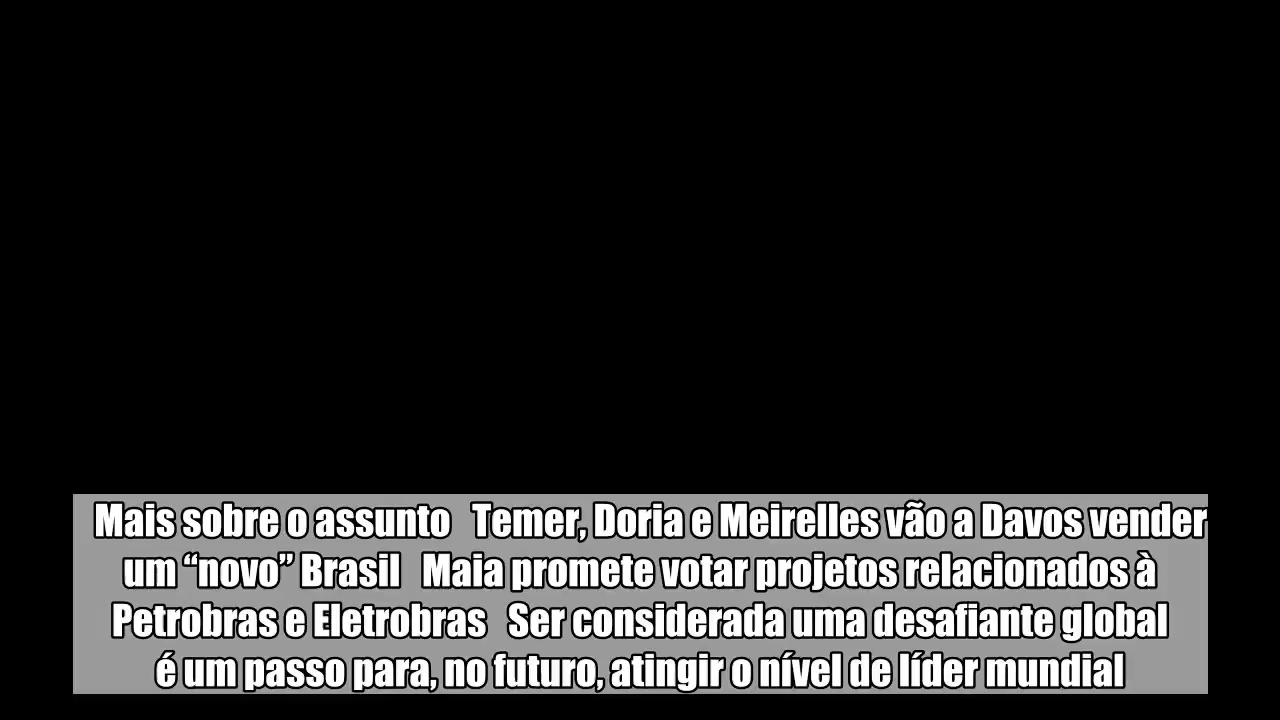 Mais sobre o assunto   Temer, Doria e Meirelles vão a Davos vender
um “novo” Brasil   Maia promete votar projetos relacionados à
Petrobras e Eletrobras   Ser considerada uma desafiante global
é um passo para, no futuro, atingir o nível de líder mundial